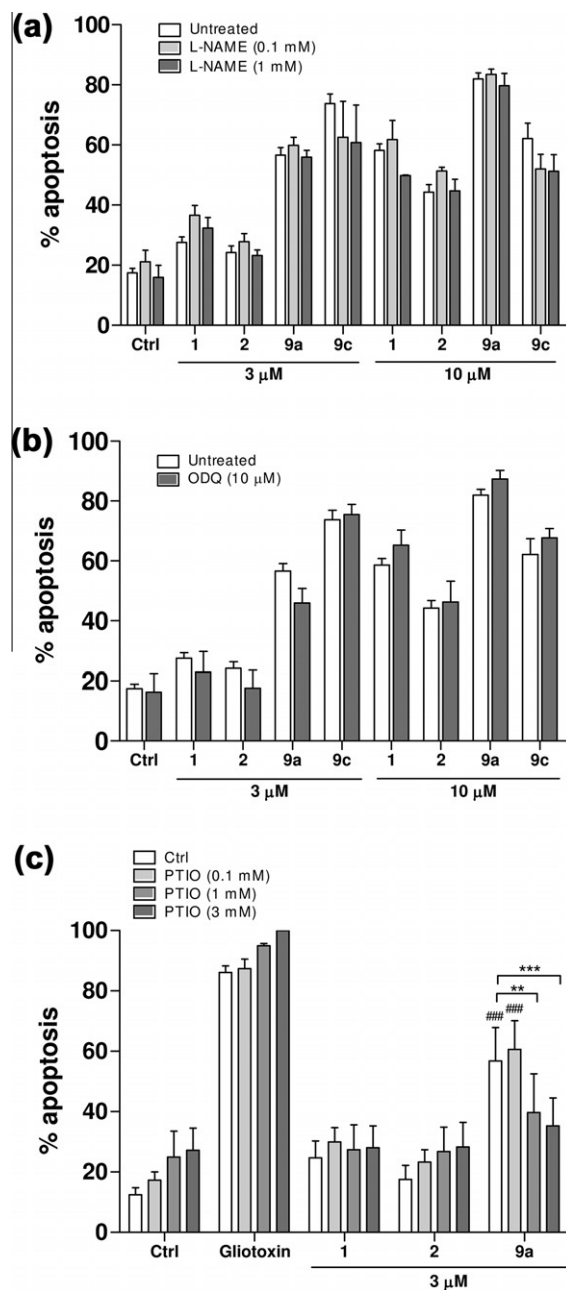 (a)
Untreated
L-NAME (0.1 mM)
L-NAME (1 mM)
% apoptosis
100
80
60
40
20
0
Ctrl 1 2 9a 9c 1 2 9a 9c
3 μM 10 μM
(b)
Untreated
ODQ (10 μM)
% apoptosis
100
80
60
40
20
0
Ctrl 1 2 9a 9c 1 2 9a 9c
3 μM 10 μM
(c)
Ctrl
PTIO (0.1 mM)
PTIO (1 mM)
PTIO (3 mM)
% apoptosis
100
80
60
40
20
0
***
**
### ###
Ctrl Gliotoxin 1 2 9a
3 μM